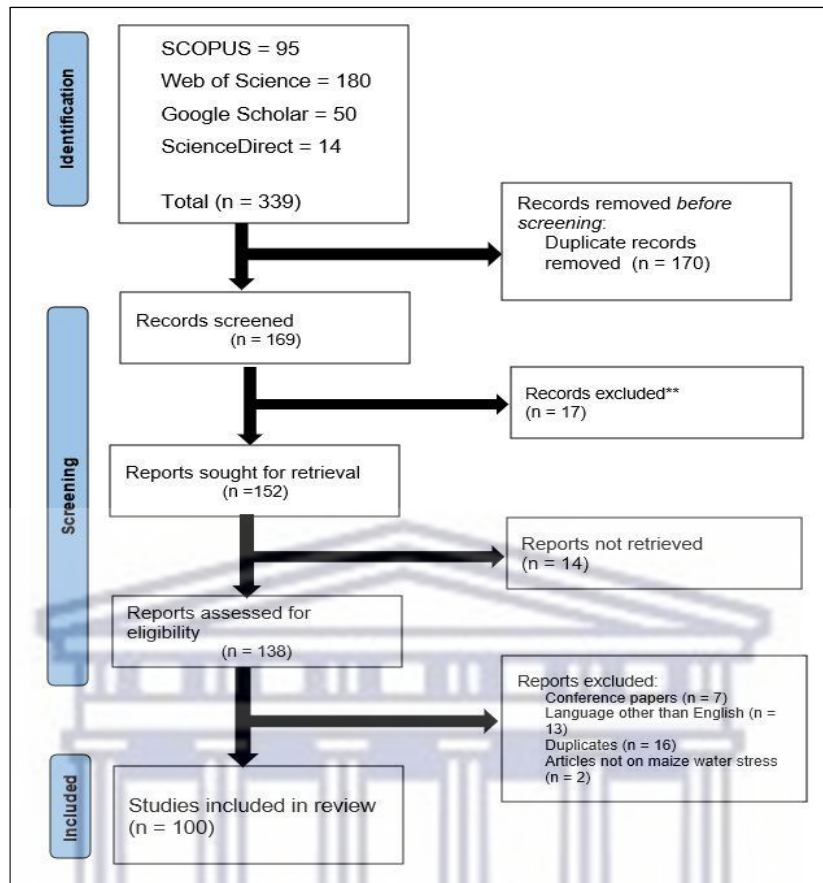 Identification
SCOPUS = 95
Web of Science = 180
Google Scholar = 50
ScienceDirect = 14
Total (n = 339)
Records removed before
screening:
Duplicate records
removed (n = 170)
Screening
Records screened
(n = 169)
Records excluded**
(n = 17)
Reports sought for retrieval
(n =152)
Reports not retrieved
(n = 14)
Reports assessed for
eligibility
(n = 138)
Reports excluded:
Conference papers (n = 7)
Language other than English (n =
13)
Duplicates (n = 16)
Articles not on maize water stress
(n = 2)
Included
Studies included in review
(n = 100)